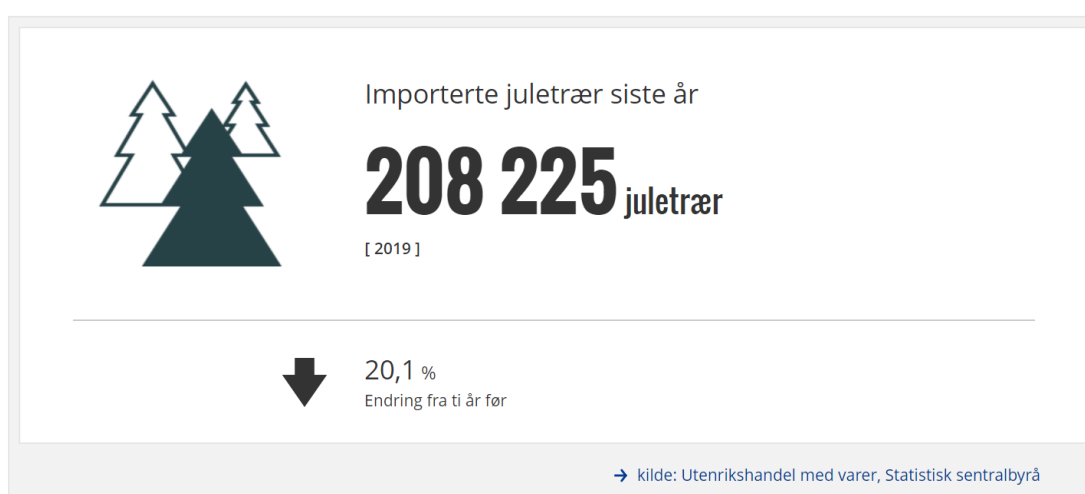 Importerte juletrær siste år
208 225 juletrær
[ 2019 ]
20,1 %
Endring fra ti år før
→ kilde: Utenrikshandel med varer, Statistisk sentralbyrå